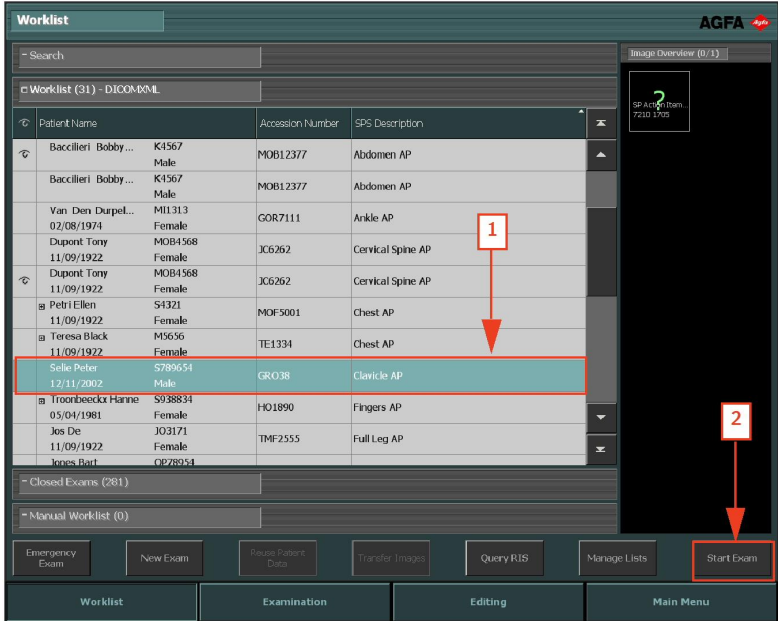 Worklist
AGFA
- Search
Image Overview (0/1)
Worklist (31) - DICOMXML
SP Action Item...
7210 1705
Patient Name Accession Number SPS Description
Baccilieri Bobby... K4567
Male MOB12377 Abdomen AP
Baccilieri Bobby... K4567
Male MOB12377 Abdomen AP
Van Den Durpel... MI1313
02/08/1974 Female GOR7111 Ankle AP
1
Dupont Tony MOB4568
11/09/1922 Female JC6262 Cervical Spine AP
Dupont Tony MOB4568
11/09/1922 Female JC6262 Cervical Spine AP
Petri Ellen S4321
11/09/1922 Female MOF5001 Chest AP
Teresa Black M5656
11/09/1922 Female TE1334 Chest AP
Selie Peter S789654
12/11/2002 Male GRO38 Clavicle AP
Troonbeeckx Hanne S938834
05/04/1981 Female HO1890 Fingers AP
2
Jos De JO3171
11/09/1922 Female TMF2555 Full Leg AP
Jones Bart OP78954
- Closed Exams (281)
- Manual Worklist (0)
Emergency Exam
New Exam
Reuse Patient Data
Transfer Images
Query RIS
Manage Lists
Start Exam
Worklist Examination Editing Main Menu